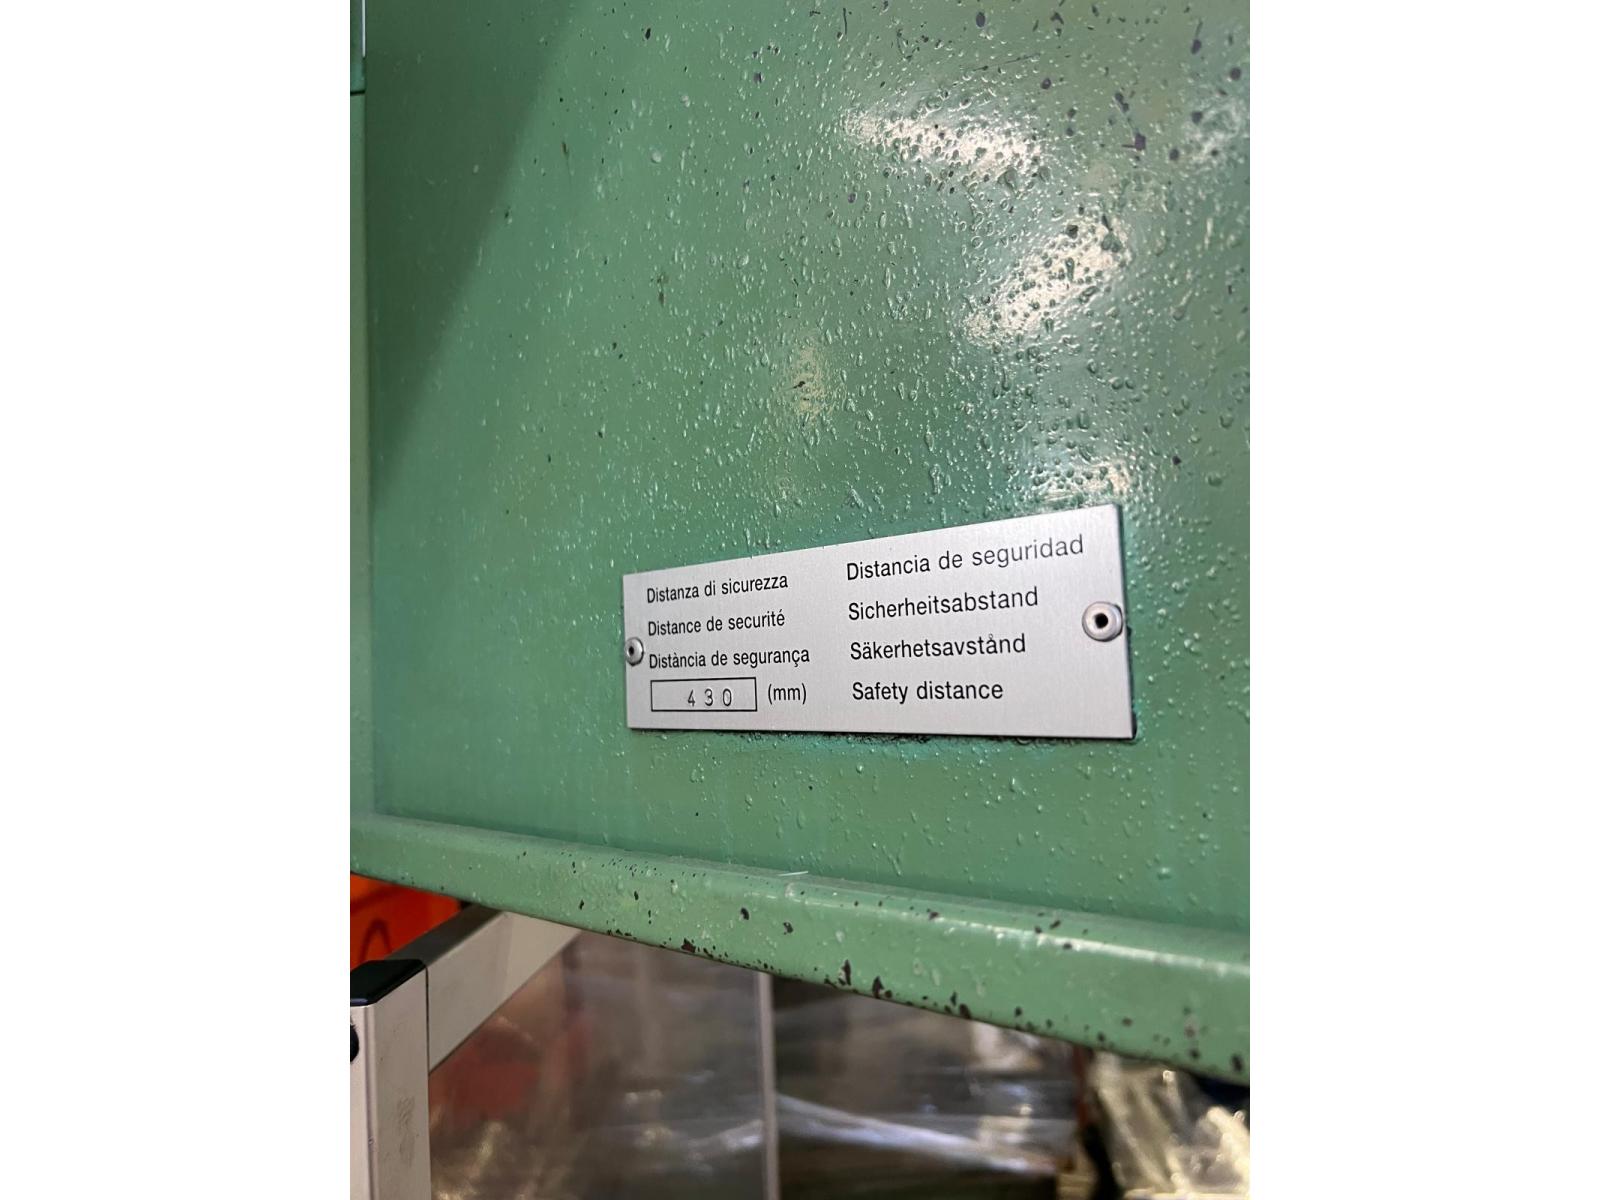 Distanza di sicurezza
Distance de securité
Distància de segurança
430 (mm)
Distancia de seguridad
Sicherheitsabstand
Säkerhetsavstånd
Safety distance